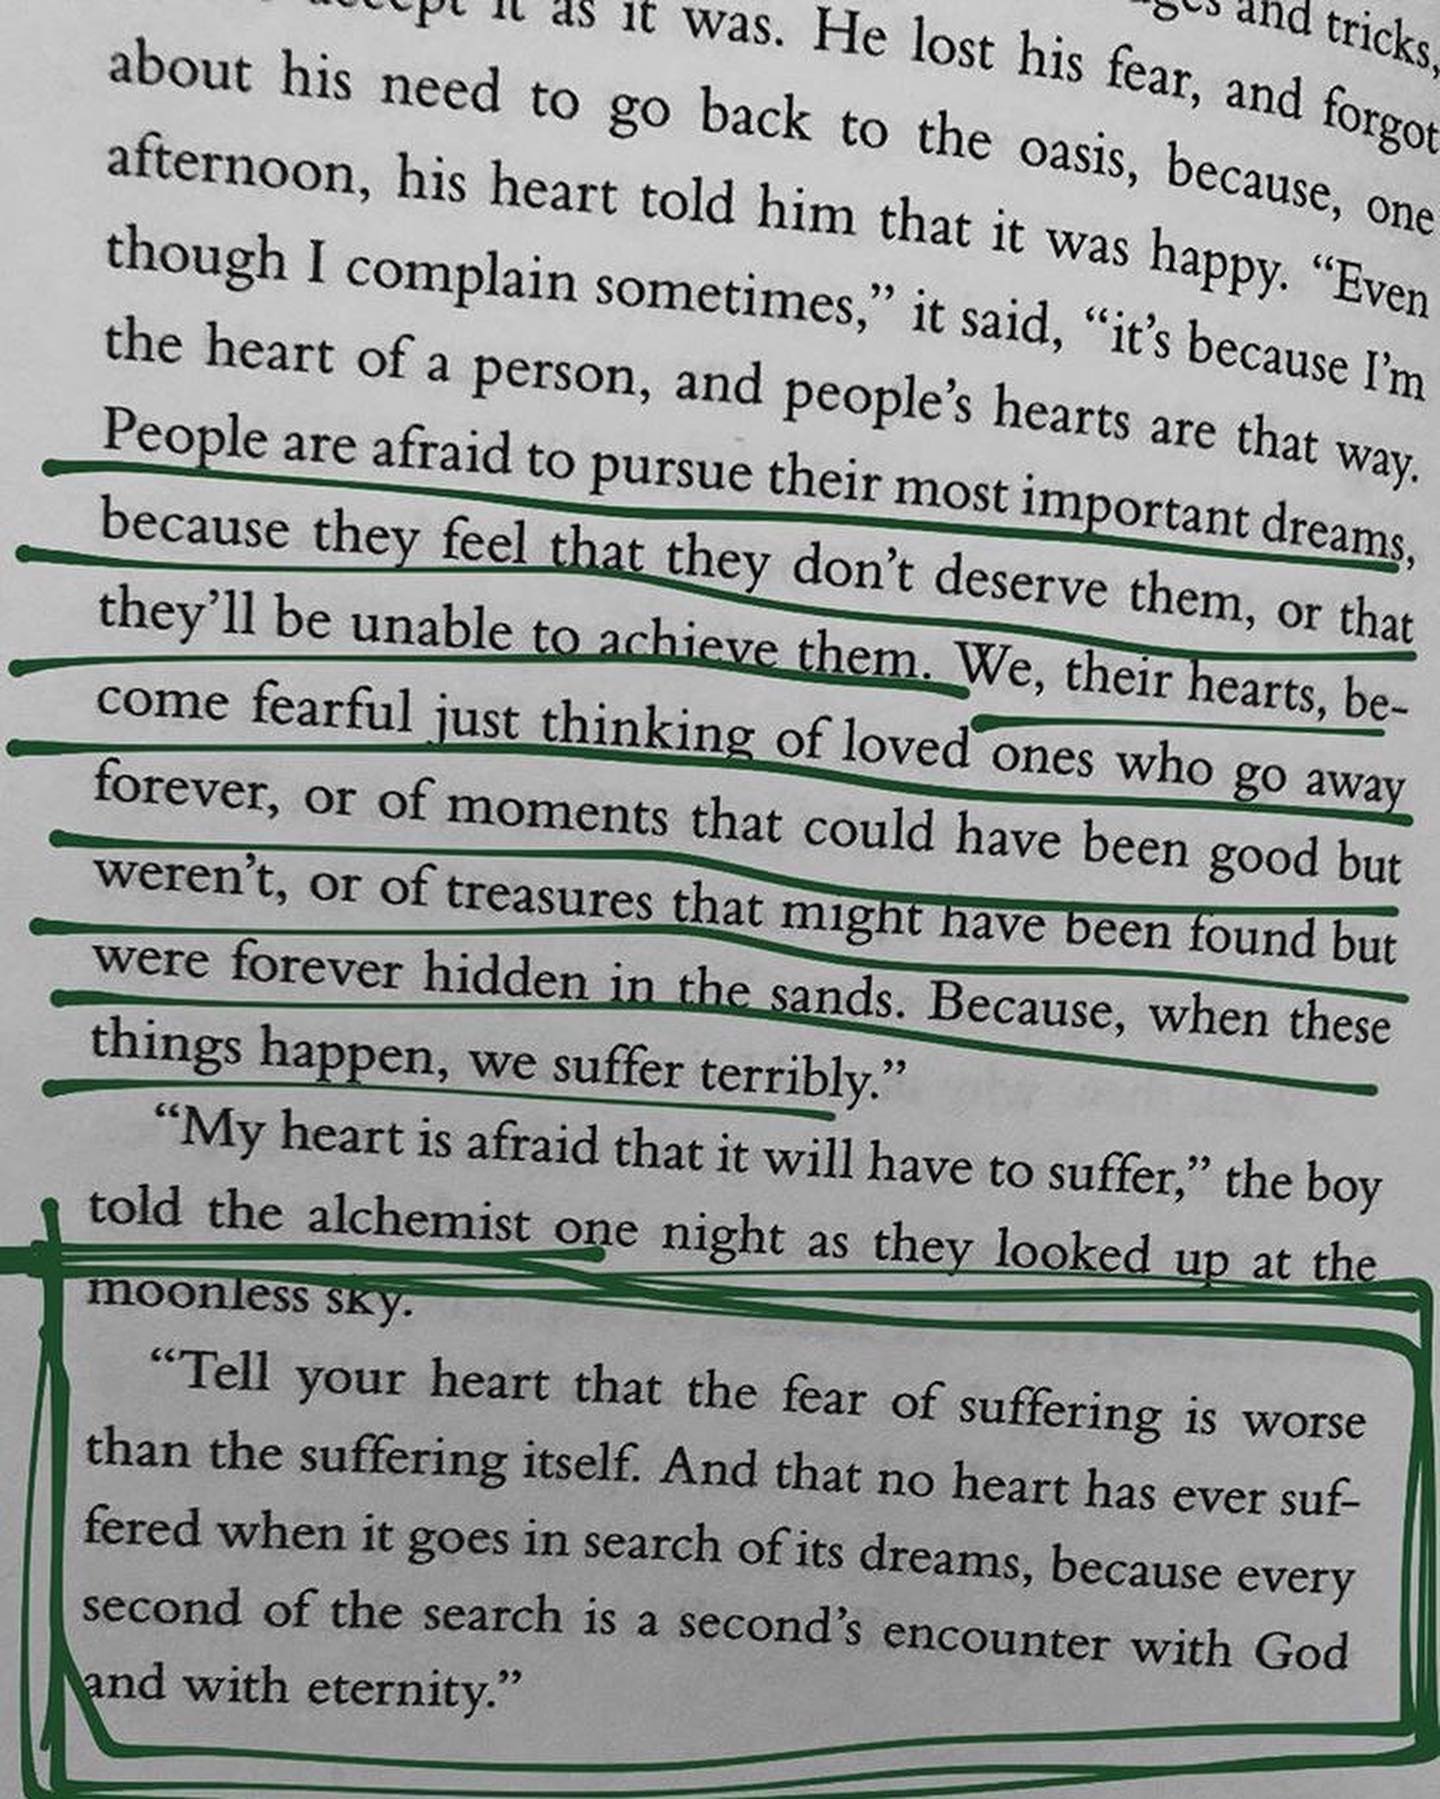 it as it was. He lost his fear, and forgot and tricks,
about his need to go back to the oasis, because, one
afternoon, his heart told him that it was happy. “Even
though I complain sometimes,” it said, “it’s because I’m
the heart of a person, and people’s hearts are that way.
People are afraid to pursue their most important dreams,
because they feel that they don’t deserve them, or that
they’ll be unable to achieve them. We, their hearts, be-
come fearful just thinking of loved ones who go away
forever, or of moments that could have been good but
weren’t, or of treasures that might have been found but
were forever hidden in the sands. Because, when these
things happen, we suffer terribly.”
“My heart is afraid that it will have to suffer,” the boy
told the alchemist one night as they looked up at the
moonless sky.
“Tell your heart that the fear of suffering is worse
than the suffering itself. And that no heart has ever suf-
fered when it goes in search of its dreams, because every
second of the search is a second’s encounter with God
and with eternity.”